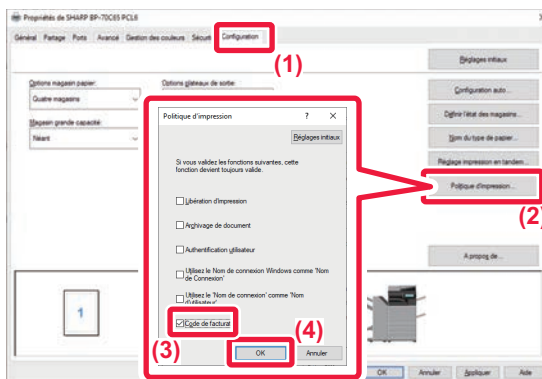 Propriétés de SHARP BP-70C65 PCL6
Général Partage Ports Avancé Gestion des couleurs Sécurité Configuration
(1)
Réglages initiaux
Options magasin papier:
Options plateaux de sortie:
Quatre magasins
Configuration auto...
Magasin grande capacité:
Définir l'état des magasins...
Néant
Nom du type de papier...
Réglage impression en tandem...
Politique d'impression...
(2)
A propos de...
Politique d'impression ? ×
Réglages initiaux
Si vous validez les fonctions suivantes, cette
fonction devient toujours valide.
Libération d'impression
Archivage de document
Authentification utilisateur
Utilisez le Nom de connexion Windows comme 'Nom
de Connexion'
Utilisez le 'Nom de connexion' comme 'Nom
d'utilisateur'
Code de facturat
(3)
(4)
OK Annuler
1
OK Annuler Appliquer Aide